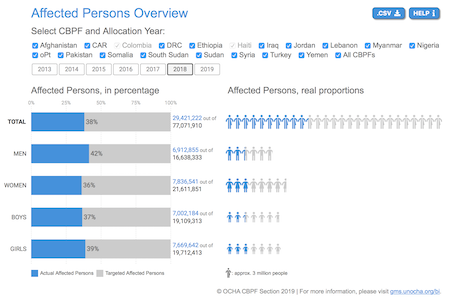 Affected Persons Overview
.CSV
HELP
Select CBPF and Allocation Year:
Afghanistan CAR Colombia DRC Ethiopia Haiti Iraq Jordan Lebanon Myanmar Nigeria
oPt Pakistan Somalia South Sudan Sudan Syria Turkey Yemen All CBPFs
2013 2014 2015 2016 2017 2018 2019
Affected Persons, in percentage
Affected Persons, real proportions
0% 20% 40% 60% 80% 100%
TOTAL 38% 29,421,222 out of
77,071,910
MEN 42% 6,912,855 out of
16,638,333
WOMEN 36% 7,836,541 out of
21,611,851
BOYS 37% 7,002,184 out of
19,109,313
GIRLS 39% 7,669,642 out of
19,712,413
Actual Affected Persons Targeted Affected Persons
: approx. 3 million people
© OCHA CBPF Section 2019 | For more information, please visit gms.unocha.org/bi.